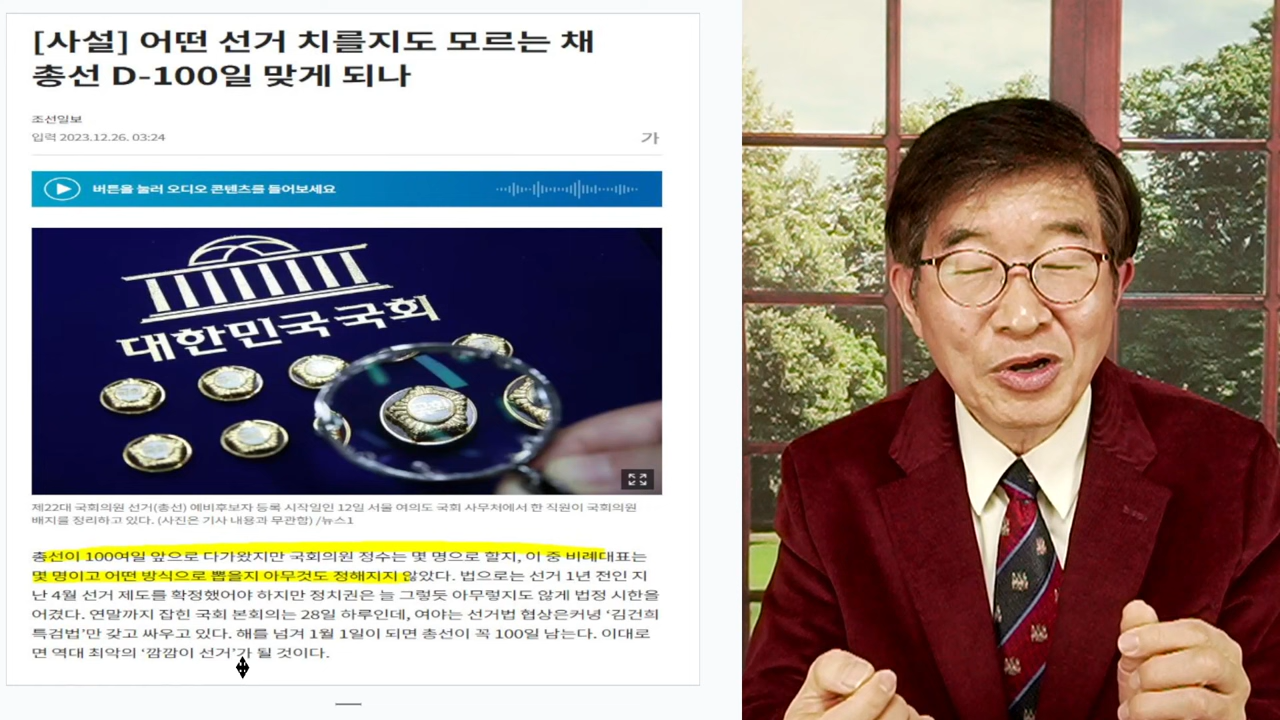 [사설] 어떤 선거 치를지도 모르는 채
총선 D-100일 맞게 되나
조선일보
입력 2023.12.26. 03:24
가
버튼을 눌러 오디오 콘텐츠를 들어보세요
대한민국국회
제22대 국회의원 선거(총선) 예비후보자 등록 시작일인 12일 서울 여의도 국회 사무처에서 한 직원이 국회의원
배지를 정리하고 있다. (사진은 기사 내용과 무관함) /뉴스1
총선이 100여일 앞으로 다가왔지만 국회의원 정수는 몇 명으로 할지, 이 중 비례대표는
몇 명이고 어떤 방식으로 뽑을지 아무것도 정해지지 않았다. 법으로는 선거 1년 전인 지
난 4월 선거 제도를 확정했어야 하지만 정치권은 늘 그렇듯 아무렇지도 않게 법정 시한을
어겼다. 연말까지 잡힌 국회 본회의는 28일 하루인데, 여야는 선거법 협상은커녕 ‘김건희
특검법’만 갖고 싸우고 있다. 해를 넘겨 1월 1일이 되면 총선이 꼭 100일 남는다. 이대로
면 역대 최악의 ‘깜깜이 선거’가 될 것이다.